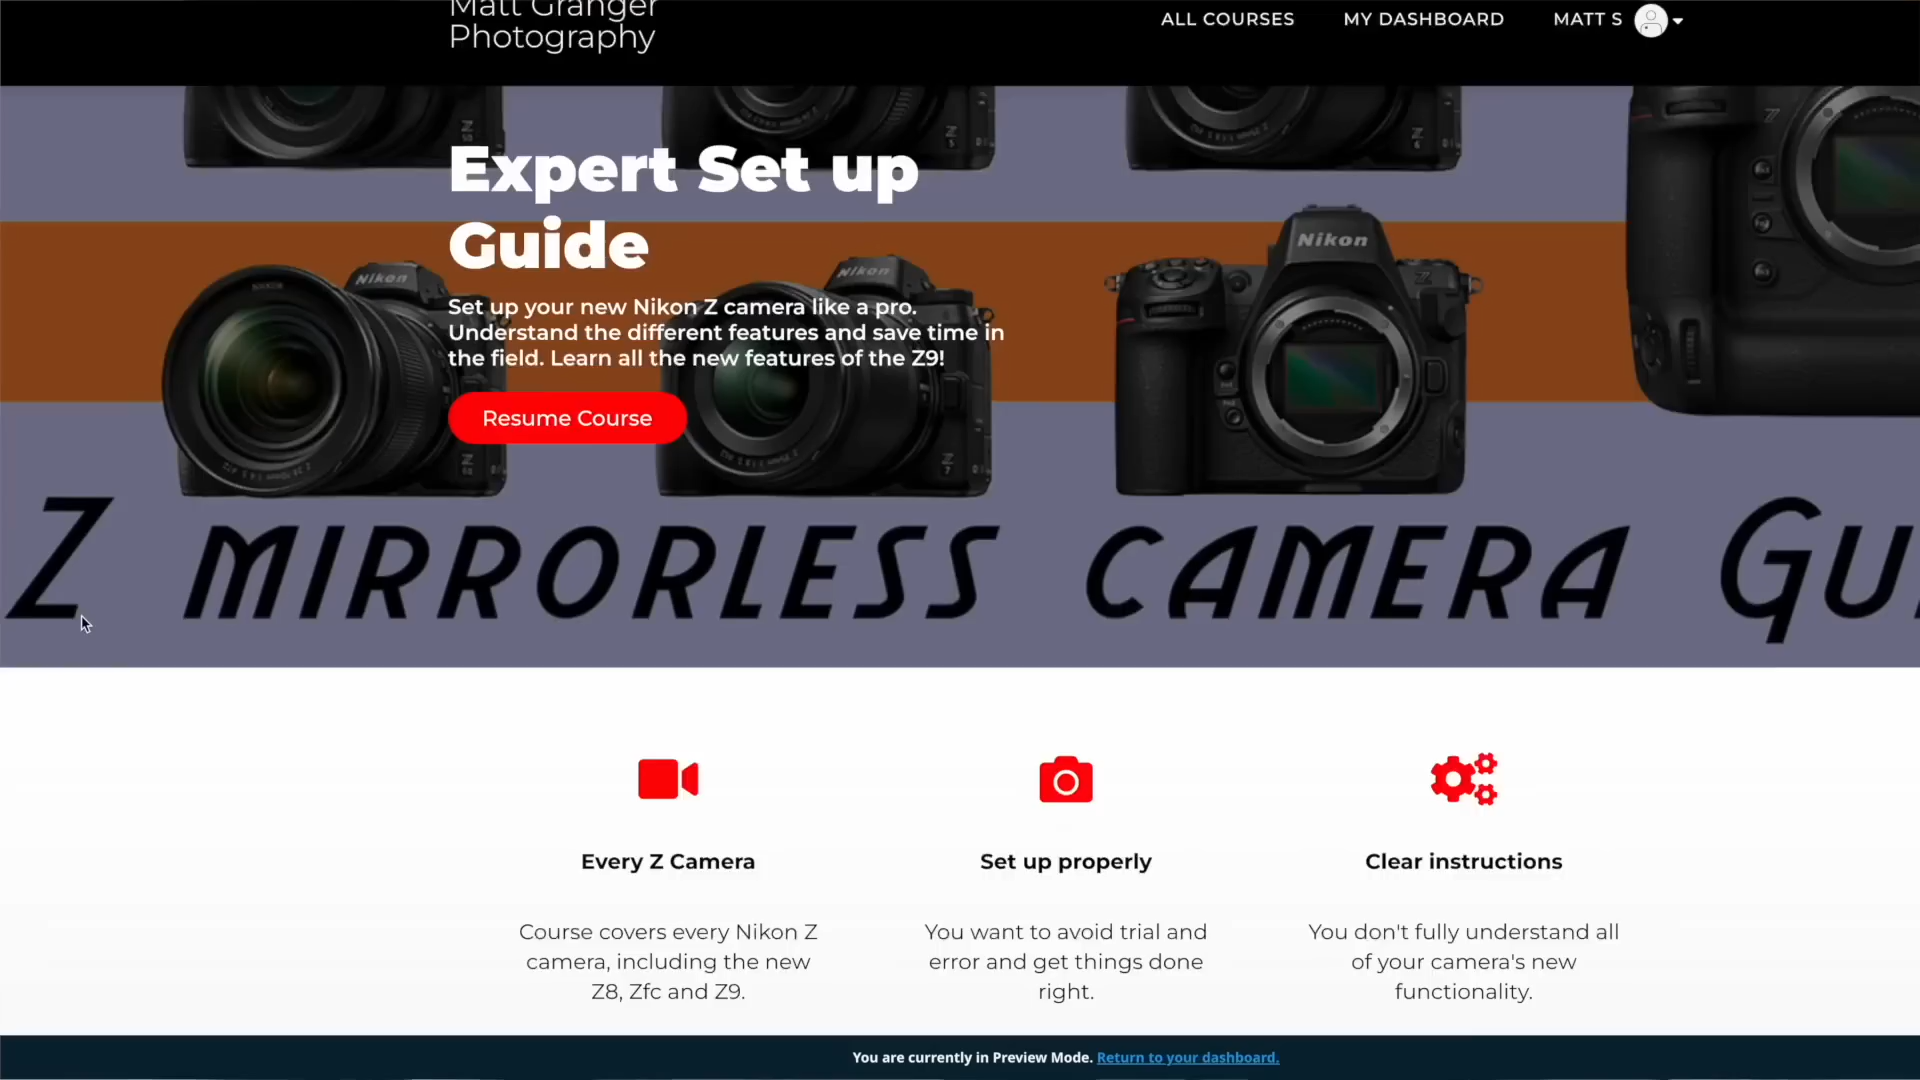 Matt Granger
Photography
ALL COURSES
MY DASHBOARD
MATT S
Expert Set up
Guide
Set up your new Nikon Z camera like a pro.
Understand the different features and save time in
the field. Learn all the new features of the Z9!
Resume Course
Nikon
Nikon
Nikon
Z MIRRORLESS CAMERA GU
Every Z Camera
Set up properly
Clear instructions
Course covers every Nikon Z
camera, including the new
Z8, Zfc and Z9.
You want to avoid trial and
error and get things done
right.
You don't fully understand all
of your camera's new
functionality.
You are currently in Preview Mode. Return to your dashboard.